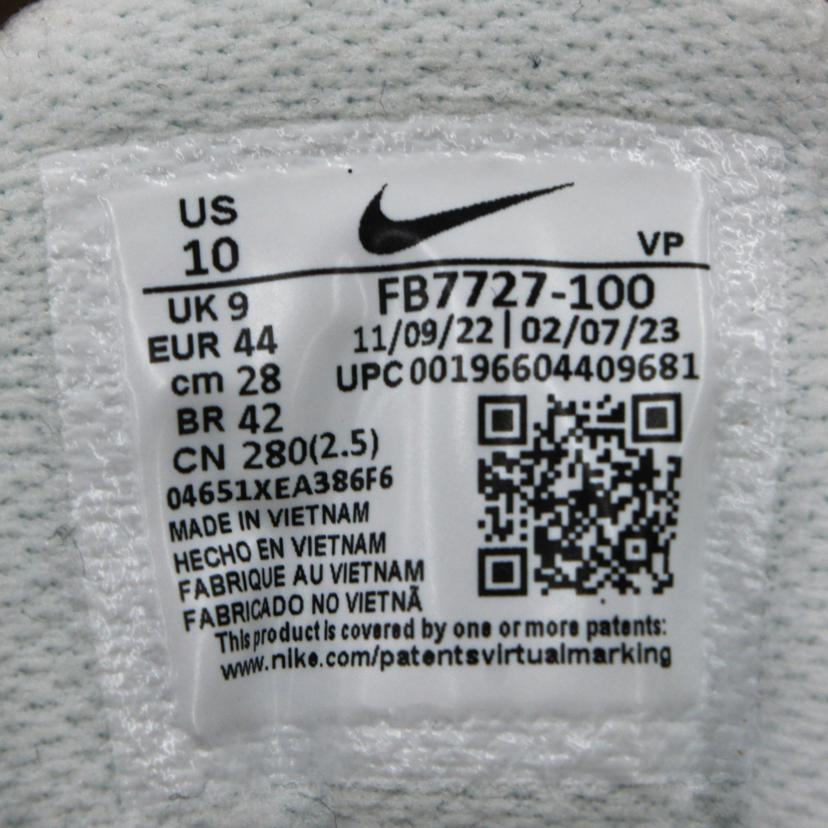 US
10
VP
UK 9
EUR 44
cm 28
BR 42
CN 280(2.5)
04651XEA386F6
MADE IN VIETNAM
HECHO EN VIETNAM
FABRIQUE AU VIETNAM
FABRICADO NO VIETNÃ
FB7727-100
11/09/22 | 02/07/23
UPC 00196604409681
This product is covered by one or more patents:
www.nike.com/patentsvirtualmarking